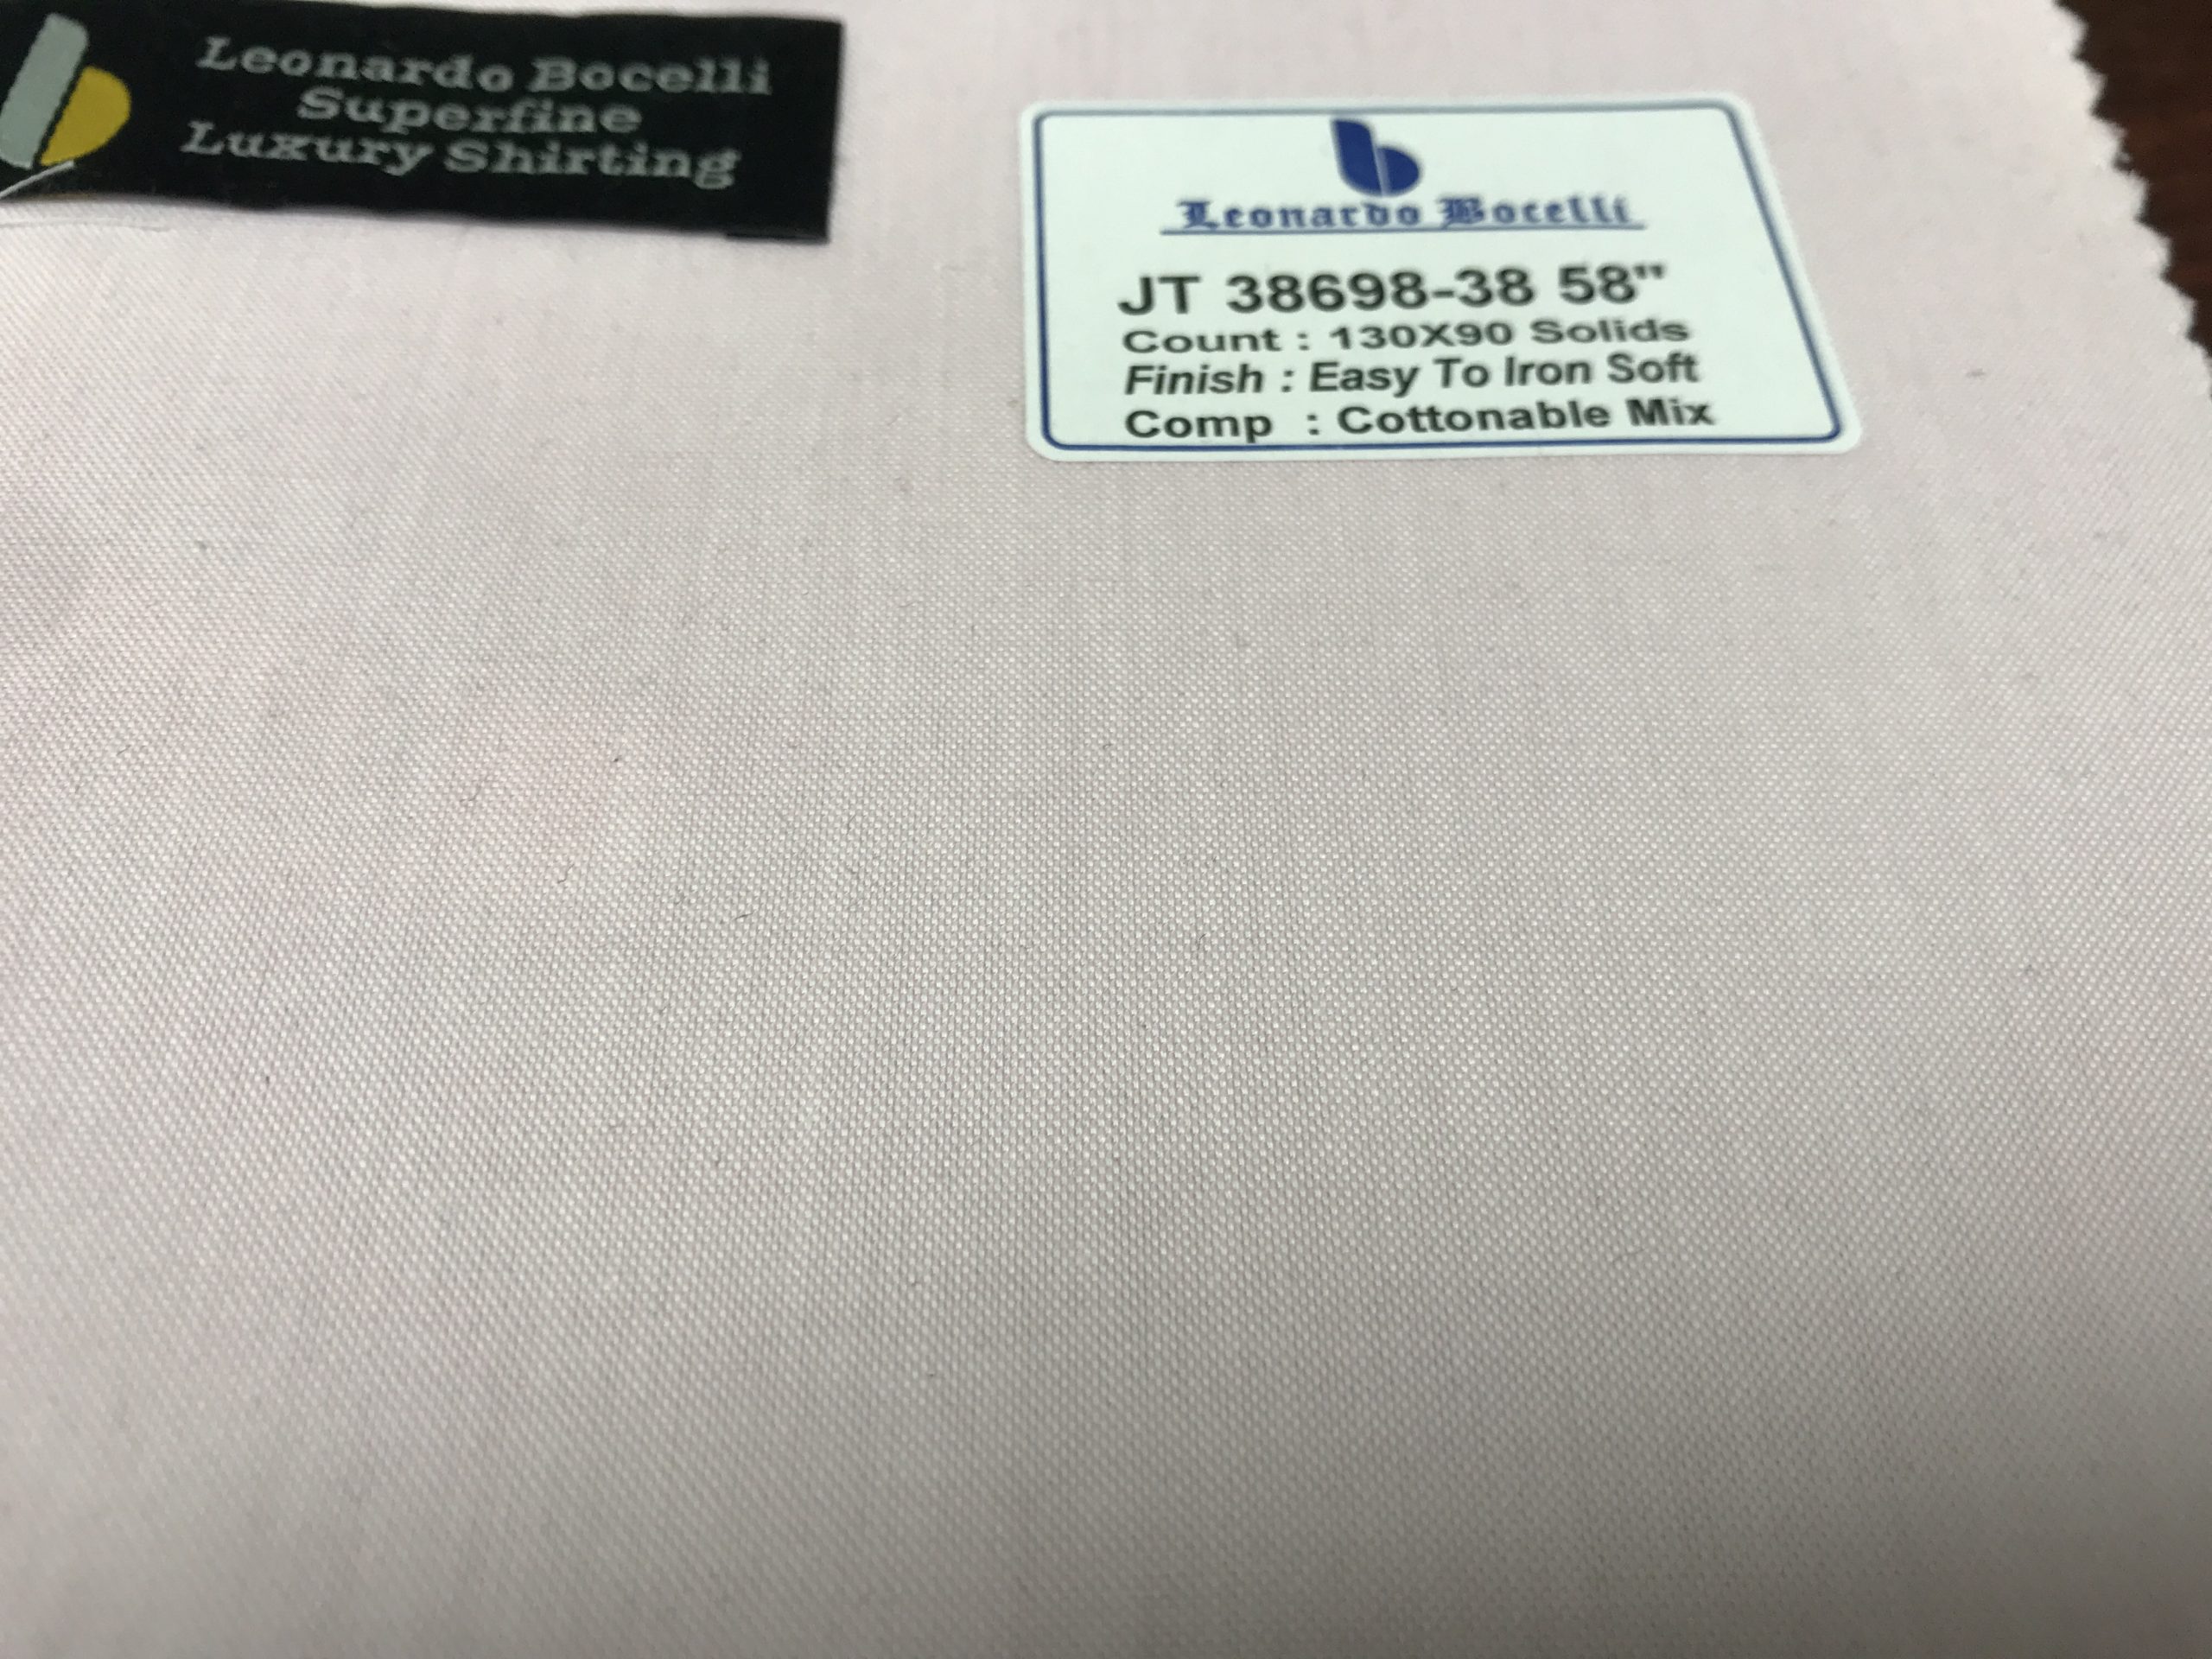 Leonardo Bocelli
Superfine
Luxury Shirting
Leonardo Bocelli
JT 38698-38 58"
Count : 130X90 Solids
Finish : Easy To Iron Soft
Comp : Cottonable Mix